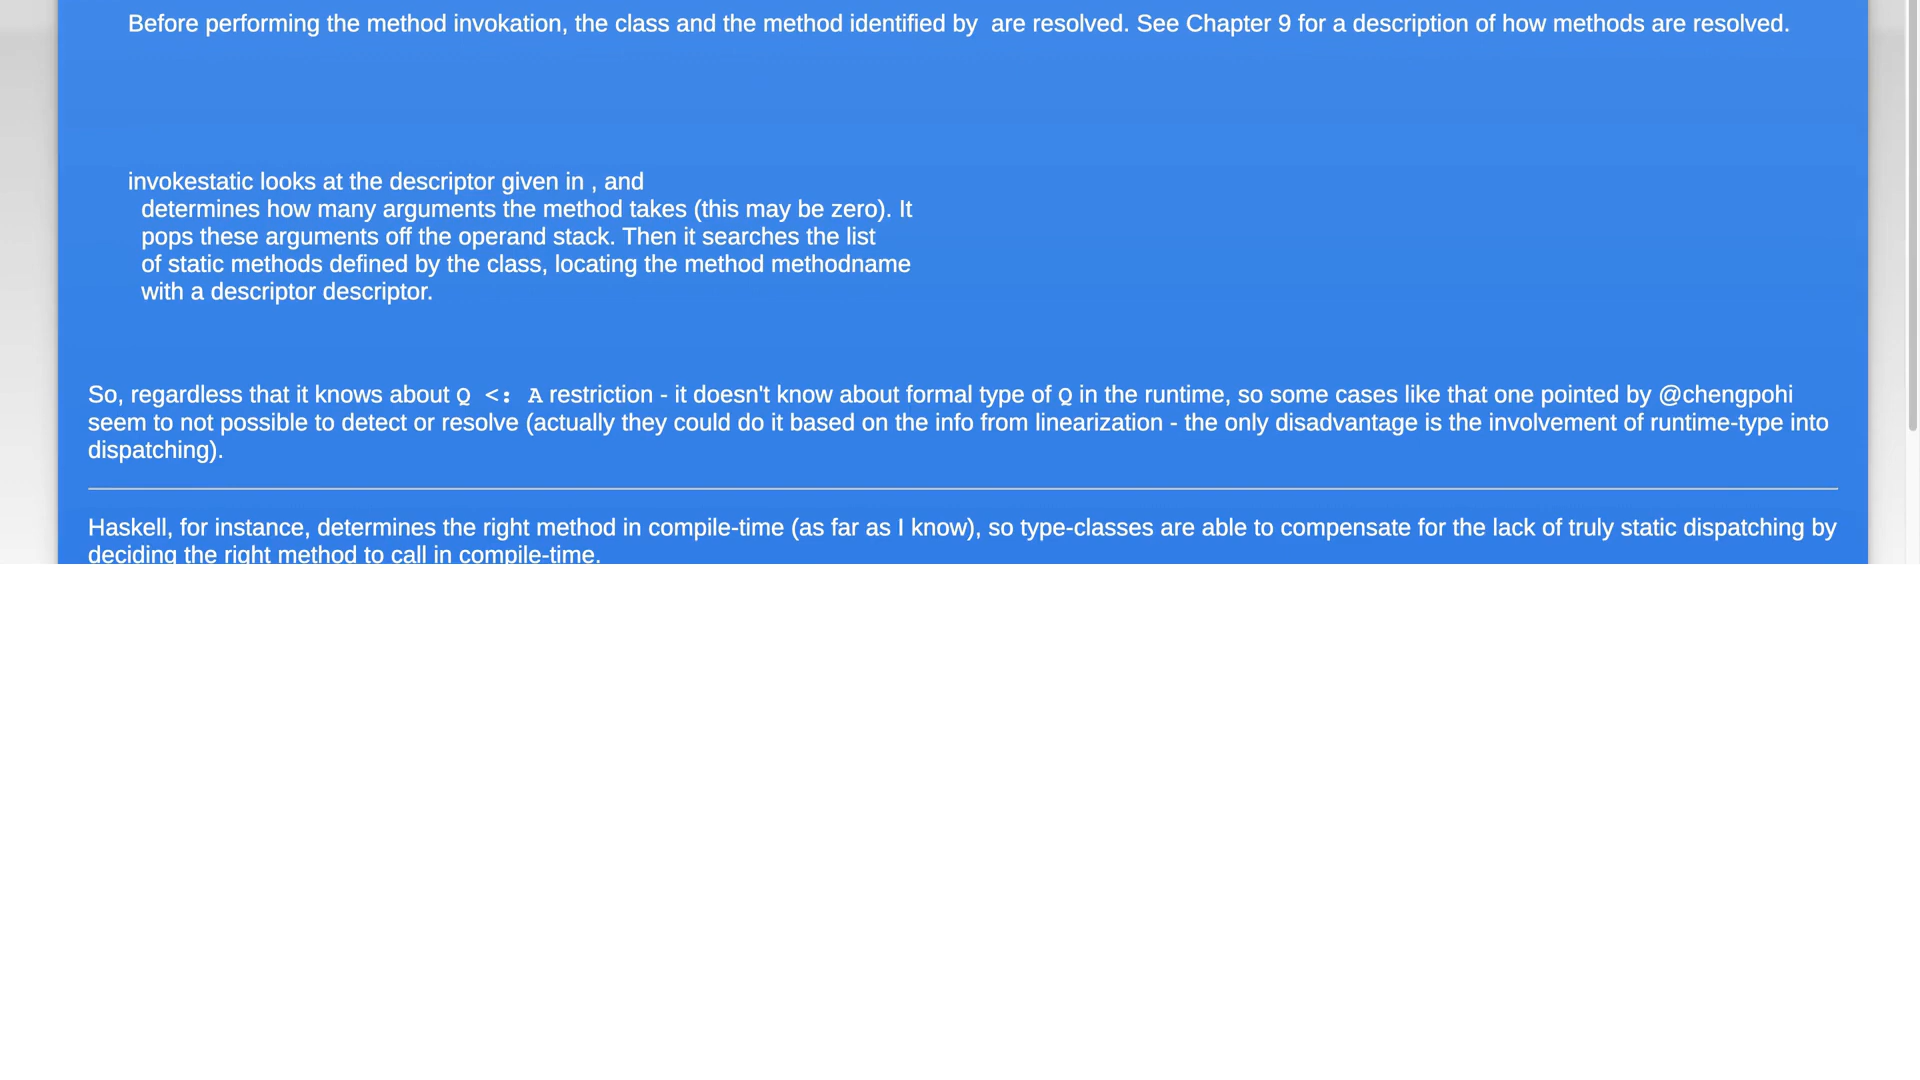 Before performing the method invokation, the class and the method identified by  are resolved. See Chapter 9 for a description of how methods are resolved.
invokestatic looks at the descriptor given in , and
determines how many arguments the method takes (this may be zero). It
pops these arguments off the operand stack. Then it searches the list
of static methods defined by the class, locating the method methodname
with a descriptor descriptor.
So, regardless that it knows about Q <: A restriction - it doesn't know about formal type of Q in the runtime, so some cases like that one pointed by @chengpohi
seem to not possible to detect or resolve (actually they could do it based on the info from linearization - the only disadvantage is the involvement of runtime-type into
dispatching).
Haskell, for instance, determines the right method in compile-time (as far as I know), so type-classes are able to compensate for the lack of truly static dispatching by
deciding the right method to call in compile-time.